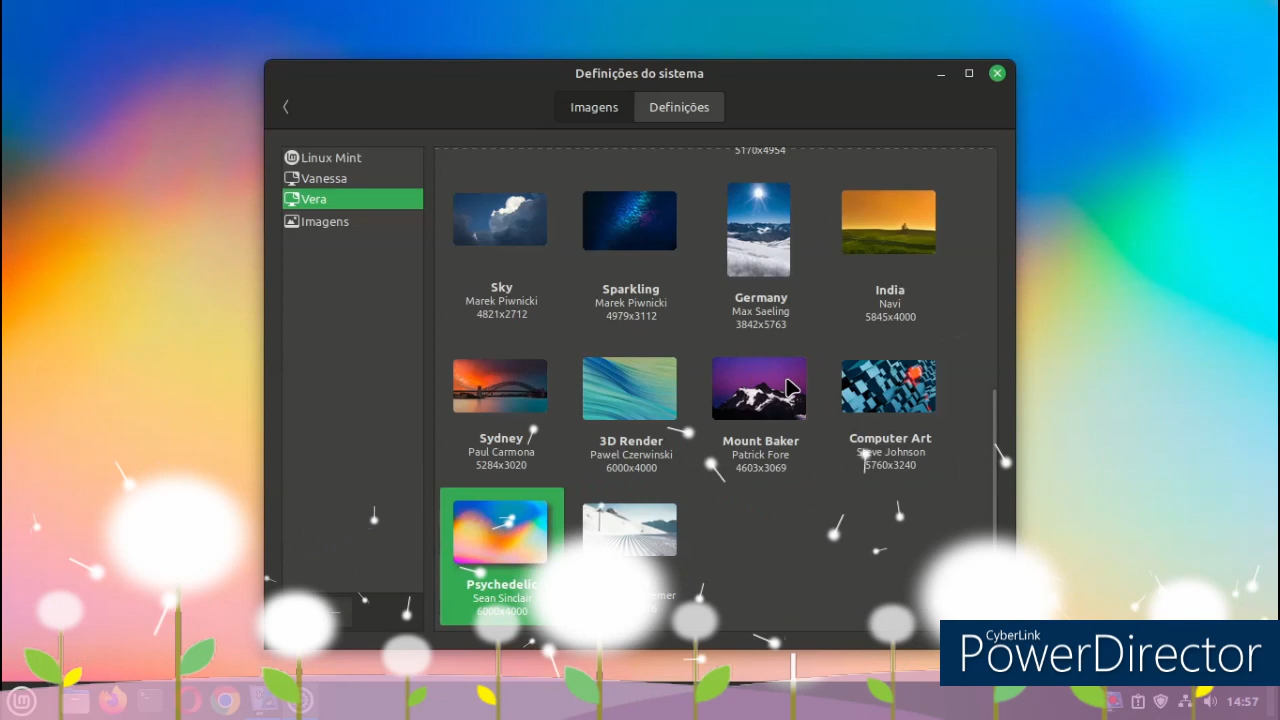 Definições do sistema
Imagens
Definições
Linux Mint
Vanessa
Vera
Imagens
5170x4954
Sky
Marek Piwnicki
4821x2712
Sparkling
Marek Piwnicki
4979x3112
Germany
Max Saeling
3842x5763
India
Navi
5845x4000
Sydney
Paul Carmona
5284x3020
3D Render
Pawel Czerwinski
6000x4000
Mount Baker
Patrick Fore
4603x3069
Computer Art
Steve Johnson
5760x3240
Psychedelic
Sean Sinclair
6000x4000
CyberLink
PowerDirector
14:57